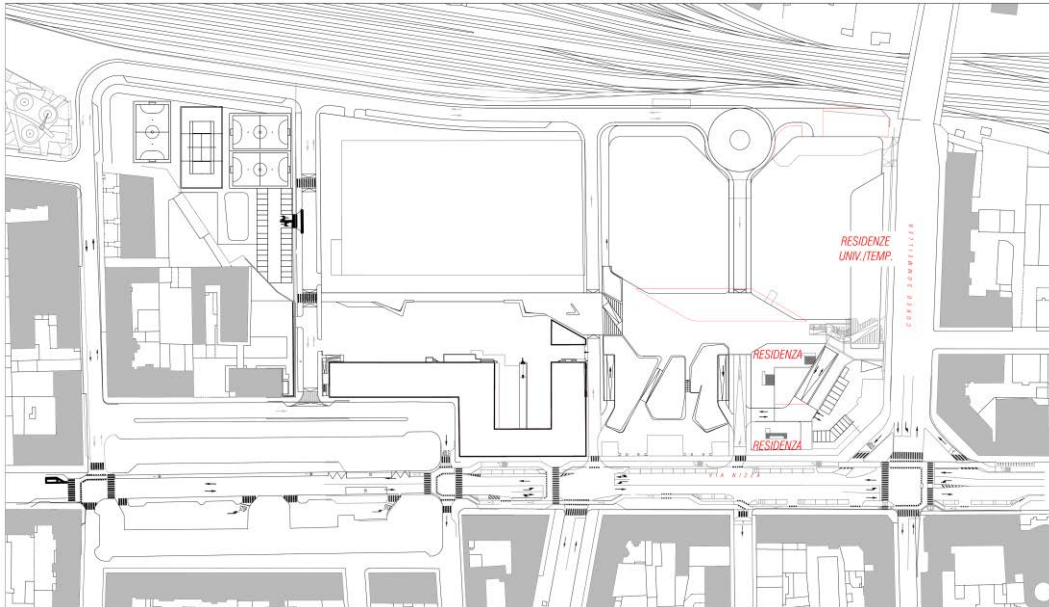 RESIDENZE
UNIV./TEMP.
CORSO SOMMEILLER
RESIDENZA
RESIDENZA
VIA NIZZA